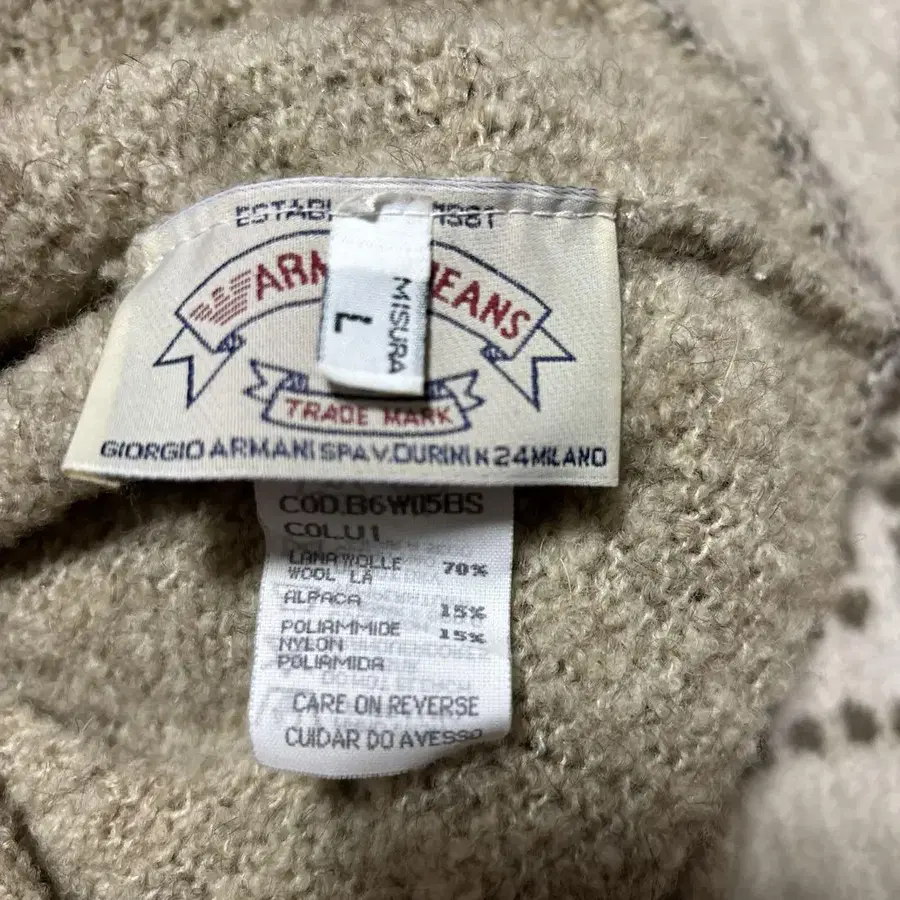 ESTABL 1981
ARM JEANS
MISURA
L
TRADE MARK
GIORGIO ARMANI SPA V.DURINI N 24 MILANO
COD.B6W05BS
COL.U1
LANA WOLLE 70%
WOOL LA
ALPACA 15%
POLIAMMIDE 15%
NYLON
POLIAMIDA
CARE ON REVERSE
CUIDAR DO AVESSO